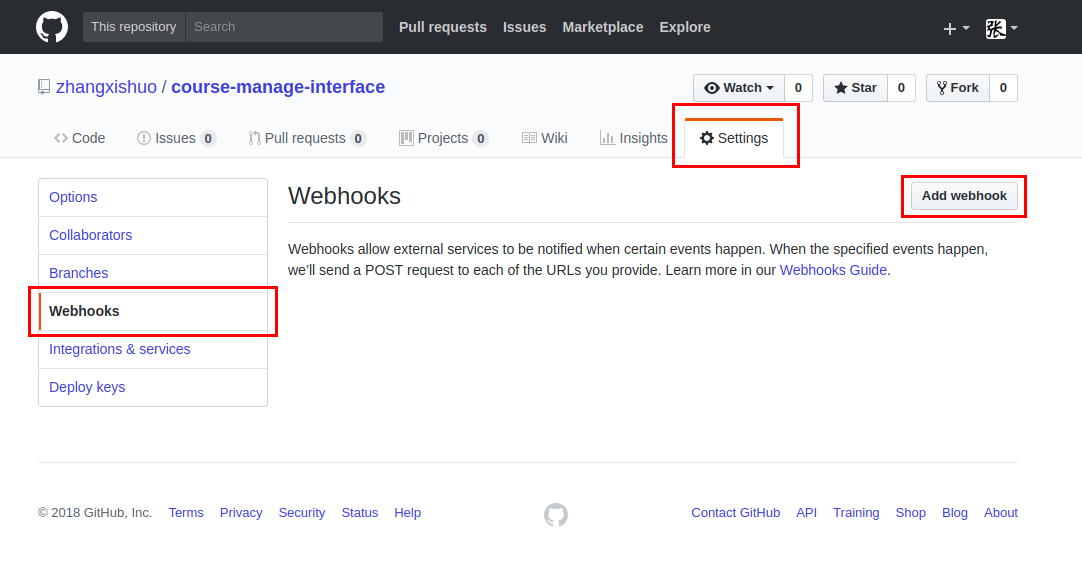 This repository Search Pull requests Issues Marketplace Explore
张
zhangxishuo / course-manage-interface
Watch 0 Star 0 Fork 0
Code Issues 0 Pull requests 0 Projects 0 Wiki Insights Settings
Options
Collaborators
Branches
Webhooks
Integrations & services
Deploy keys
Webhooks
Add webhook
Webhooks allow external services to be notified when certain events happen. When the specified events happen,
we’ll send a POST request to each of the URLs you provide. Learn more in our Webhooks Guide.
© 2018 GitHub, Inc. Terms Privacy Security Status Help
Contact GitHub API Training Shop Blog About